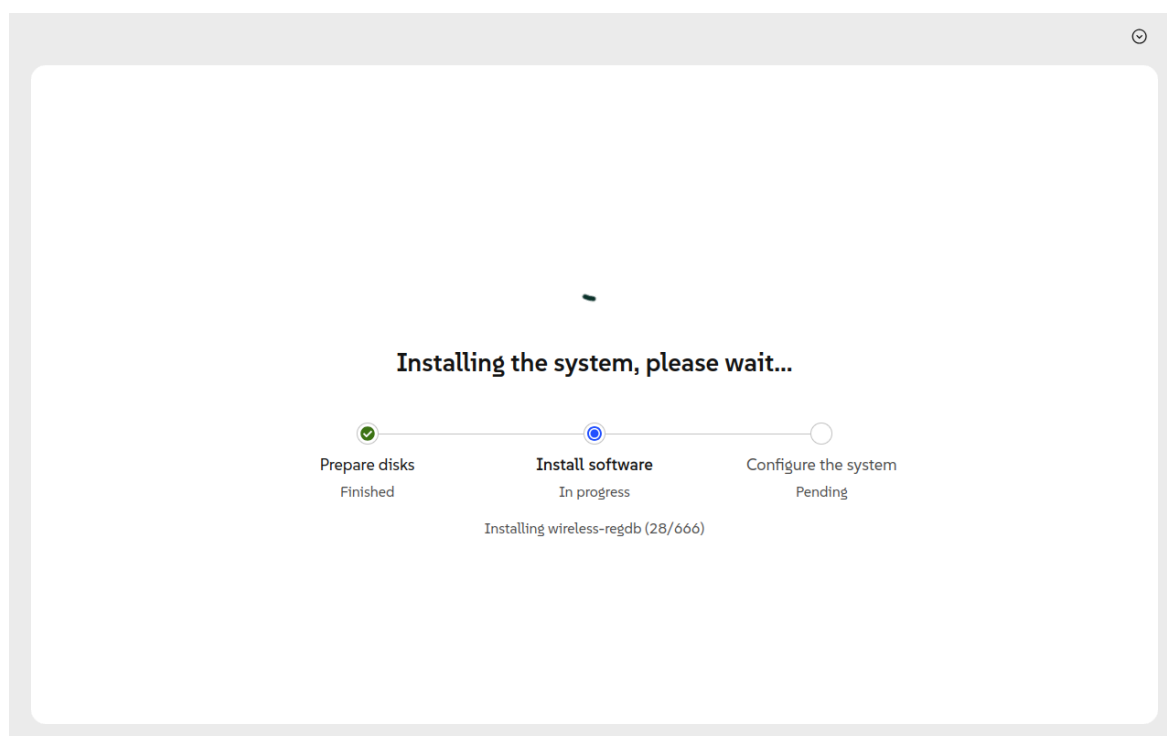 Installing the system, please wait...
Prepare disks
Finished
Install software
In progress
Configure the system
Pending
Installing wireless-regdb (28/666)